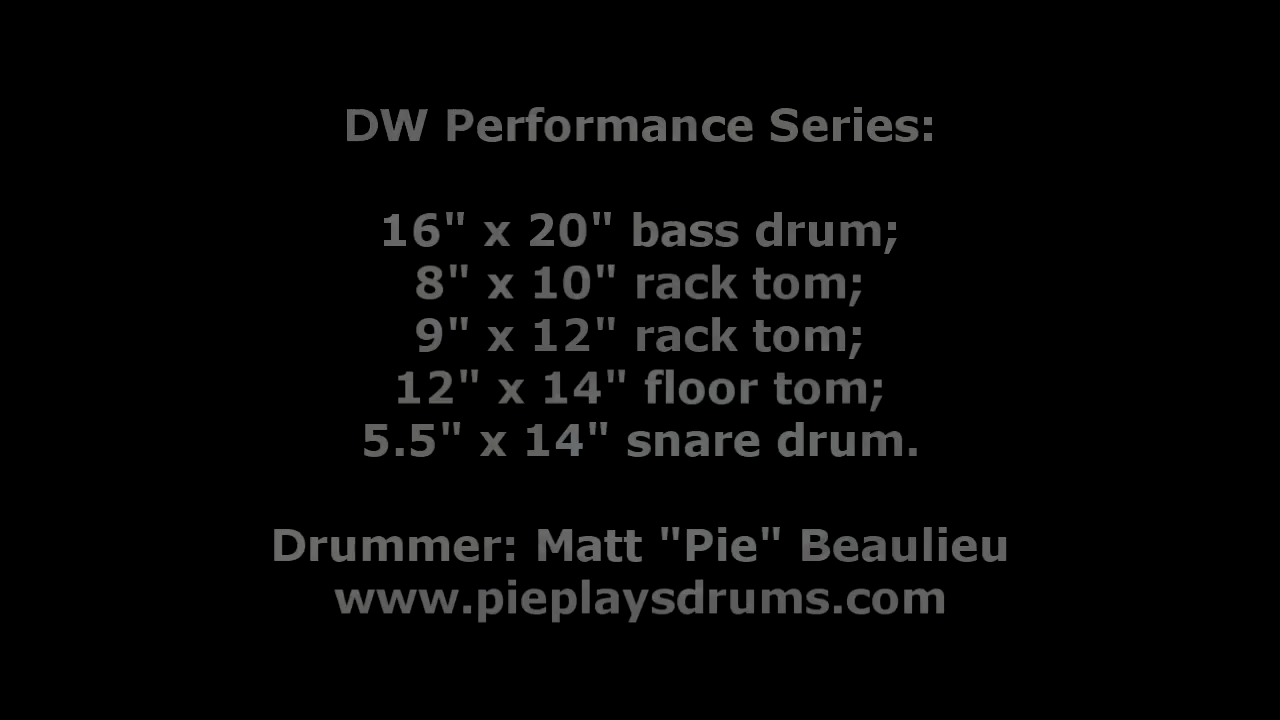 DW Performance Series:
16" x 20" bass drum;
8" x 10" rack tom;
9" x 12" rack tom;
12" x 14" floor tom;
5.5" x 14" snare drum.
Drummer: Matt "Pie" Beaulieu
www.pieplaysdrums.com